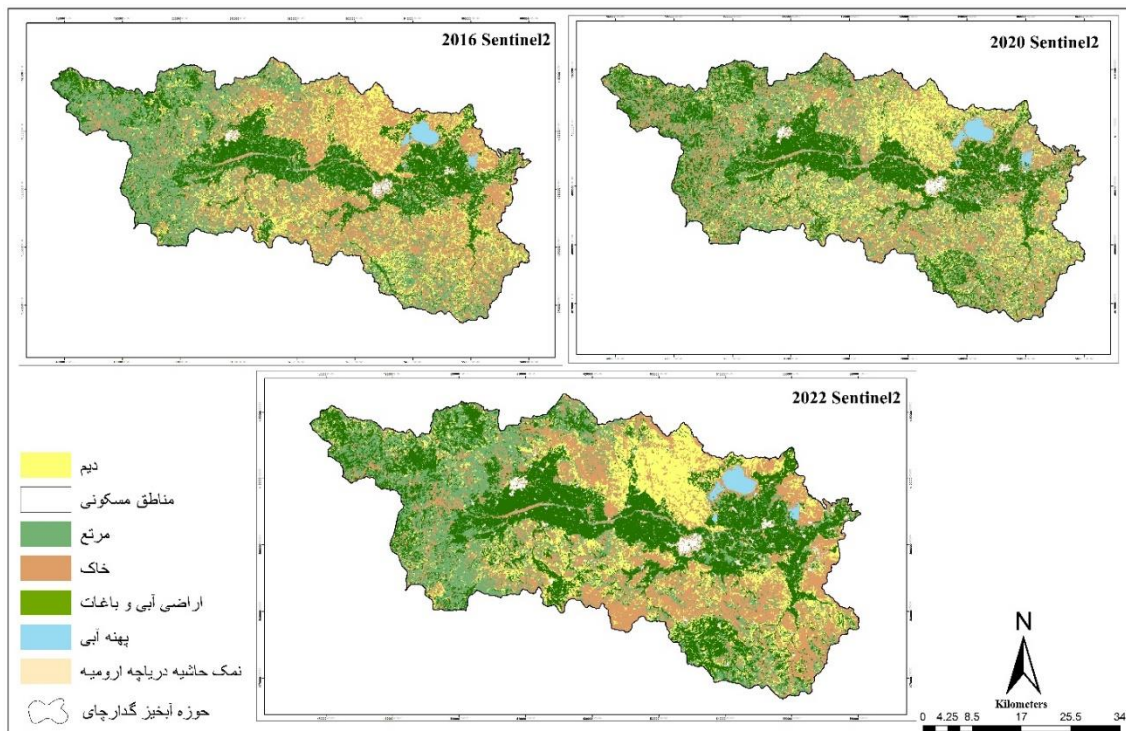 2016 Sentinel2
2020 Sentinel2
2022 Sentinel2
دیم
مناطق مسکونی
مرتع
خاک
اراضی آبی و باغات
پهنه آبی
نمک حاشیه دریاچه ارومیه
حوزه آبخیز گدارچای
N
Kilometers
0 4.25 8.5 17 25.5 34